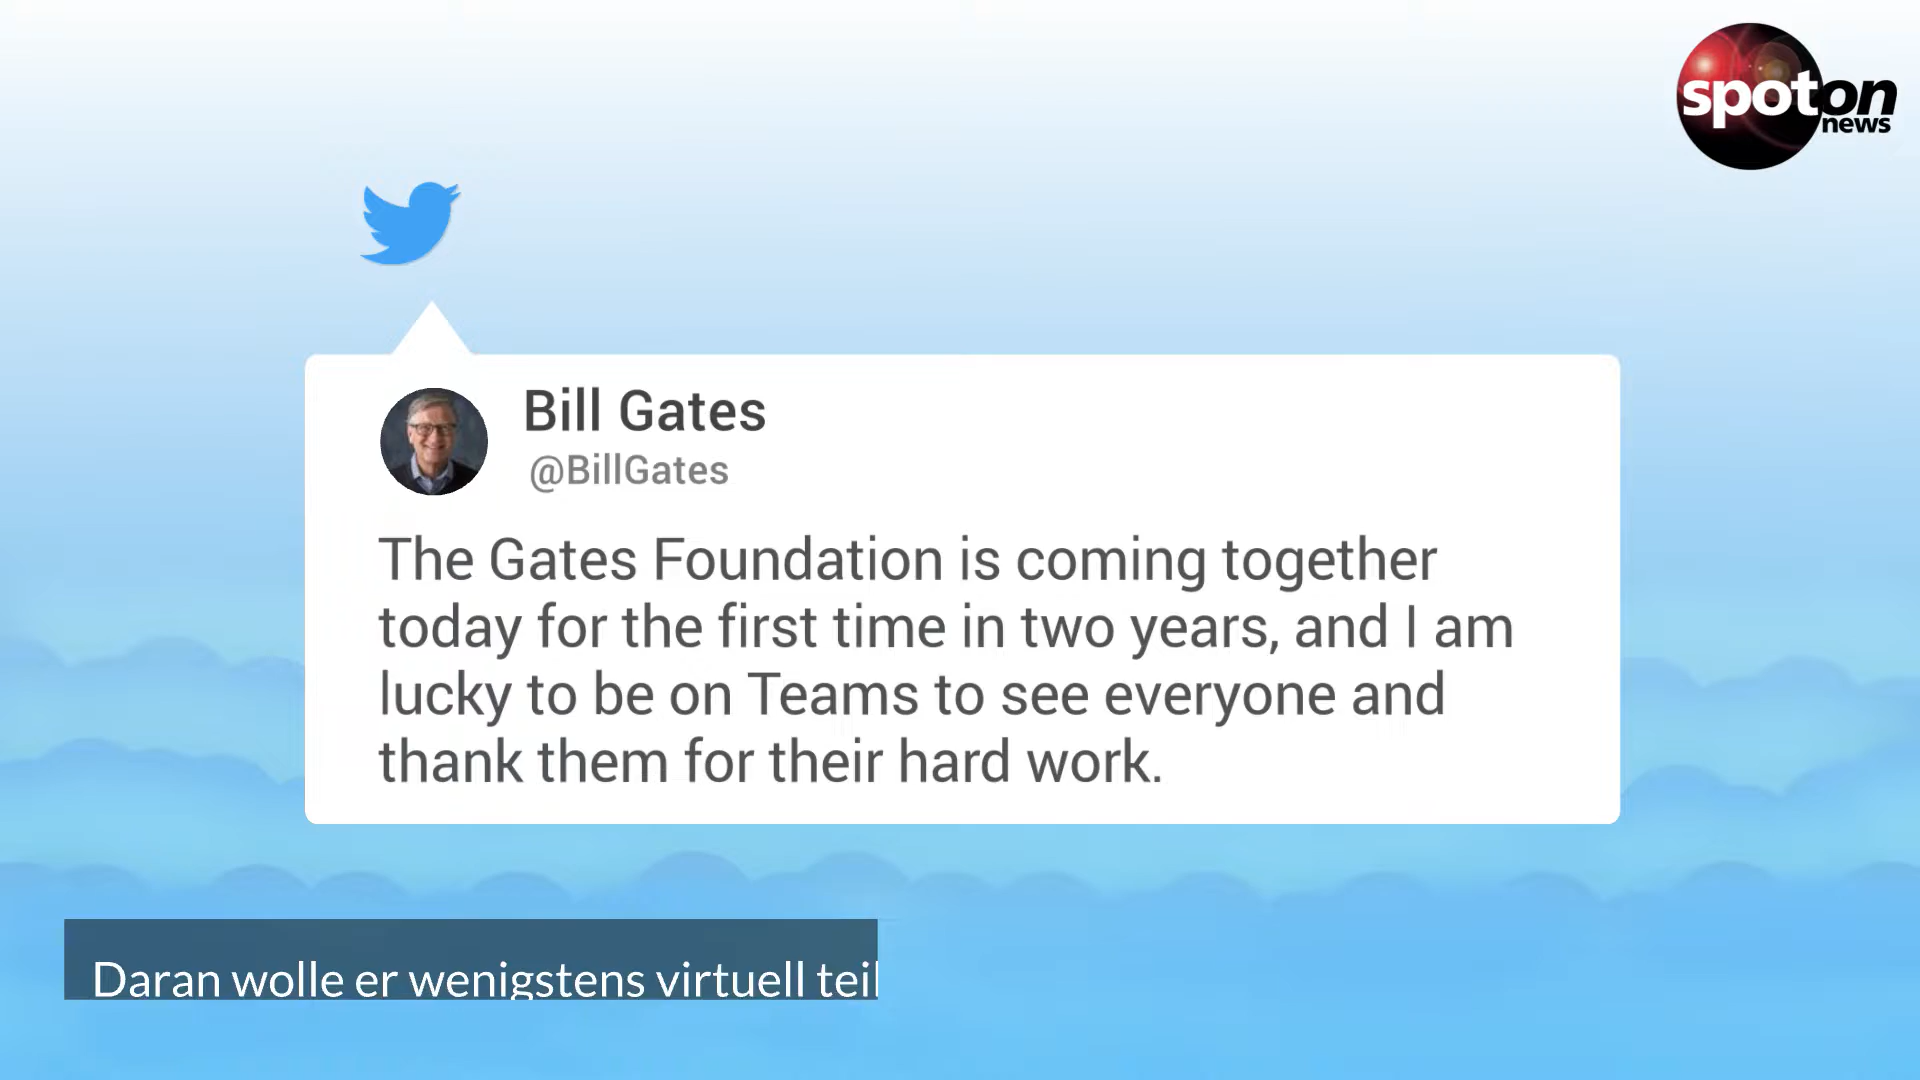 spoton
news
Bill Gates
@BillGates
The Gates Foundation is coming together
today for the first time in two years, and I am
lucky to be on Teams to see everyone and
thank them for their hard work.
Daran wolle er wenigstens virtuell teil